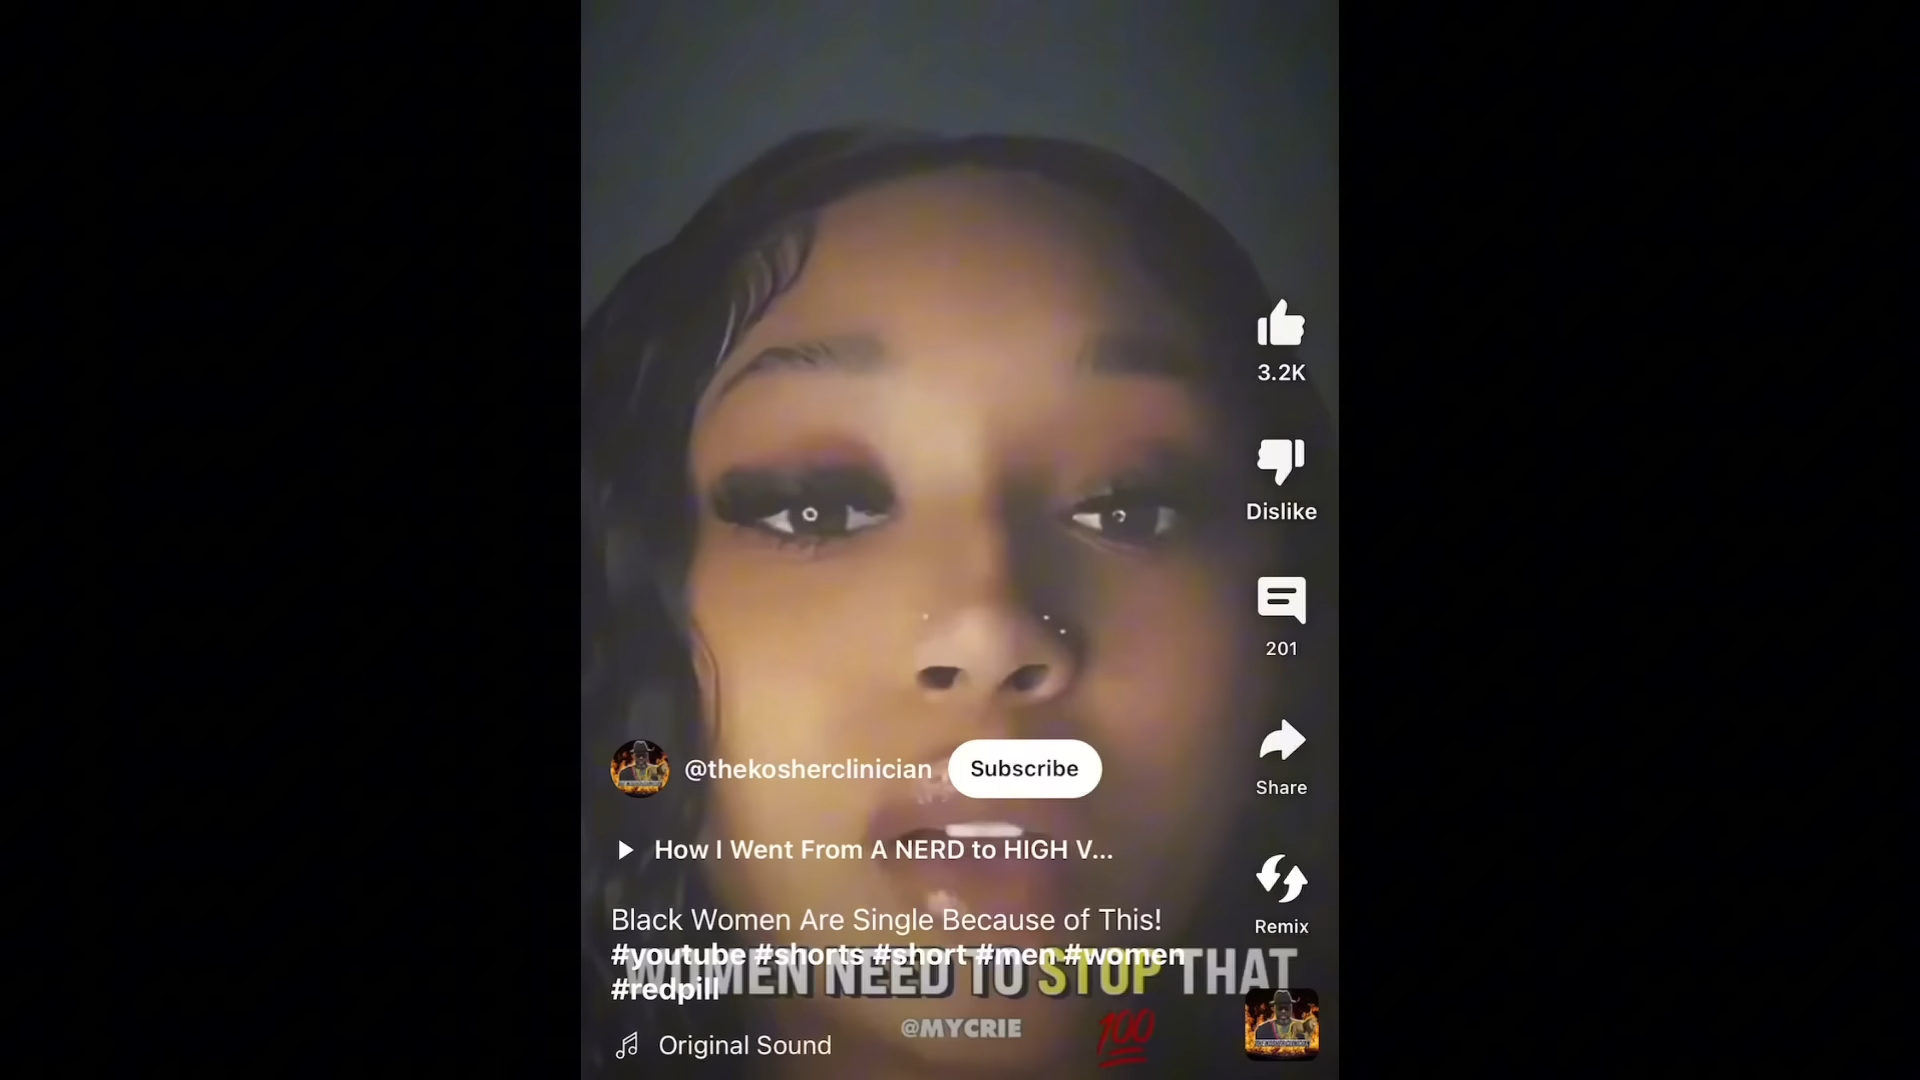 3.2K
Dislike
201
Share
@thekosherclinician
Subscribe
How I Went From A NERD to HIGH V...
Remix
Black Women Are Single Because of This!
#youtube #shorts #short #men #women
#redpill
WOMEN NEED TO STOP THAT
@MYCRIE
100
Original Sound